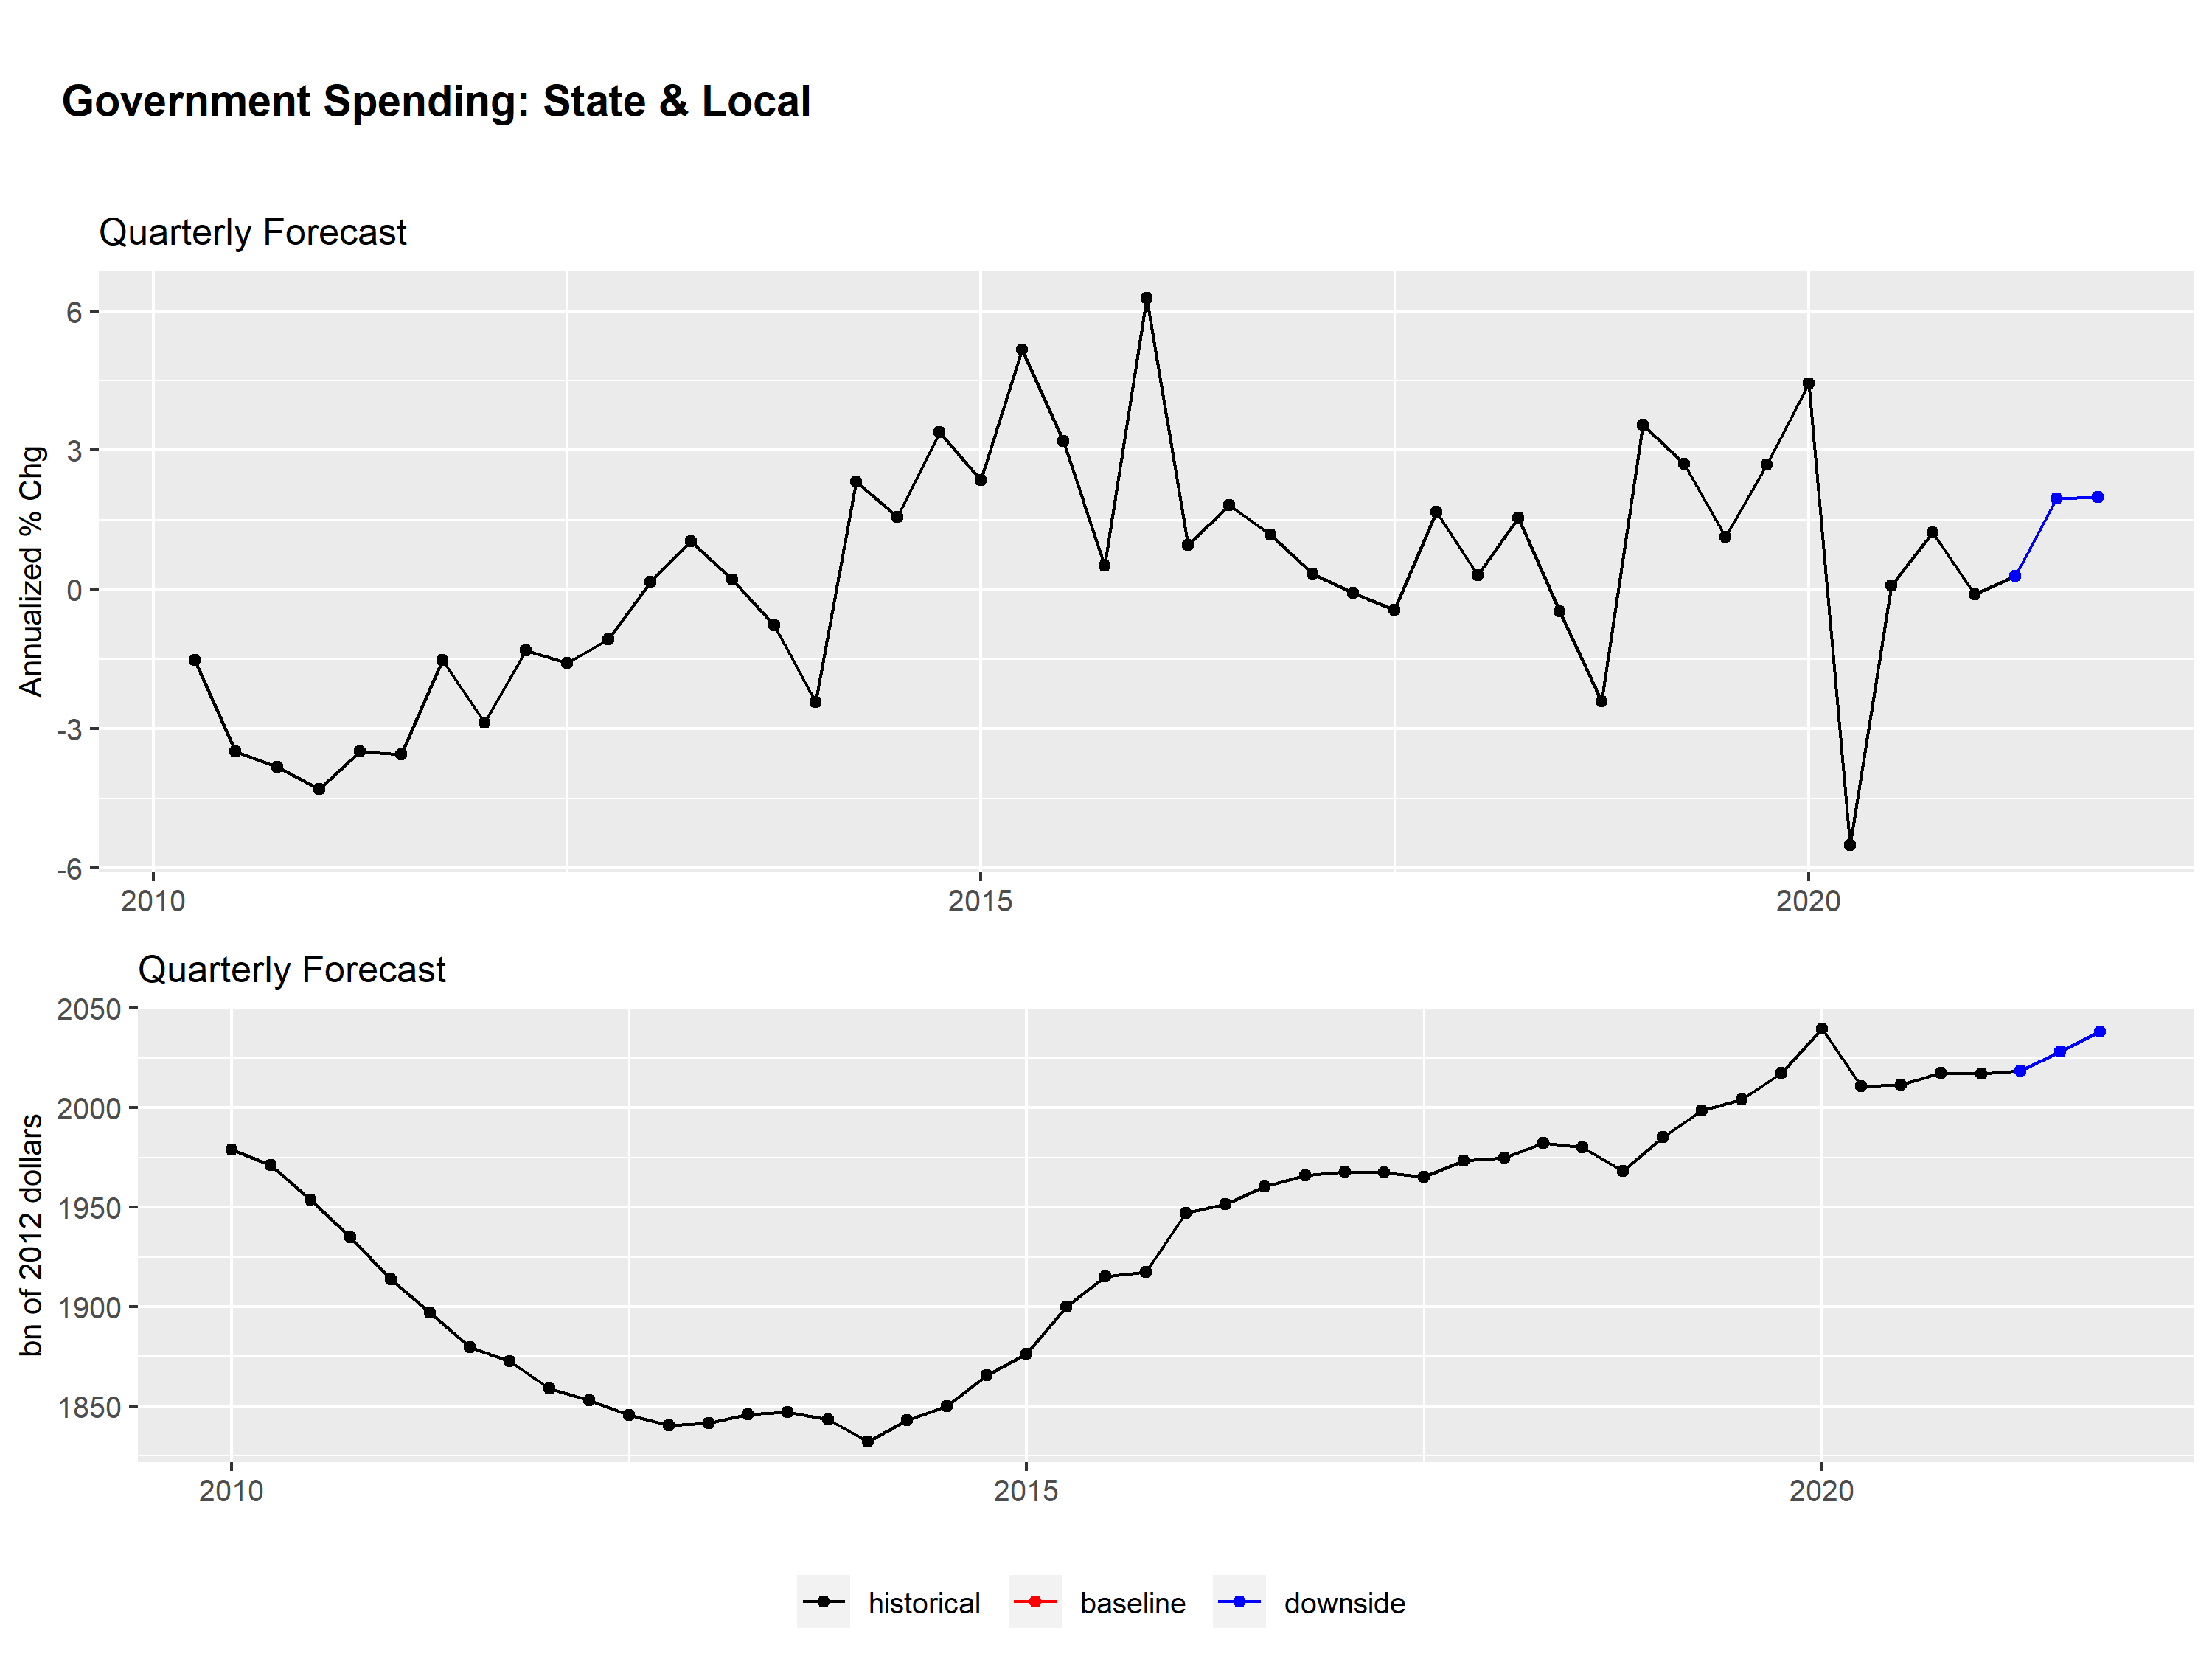 Government Spending: State & Local
Quarterly Forecast
Annualized % Chg
6
3
0
-3
-6
2010 2015 2020
Quarterly Forecast
bn of 2012 dollars
2050
2000
1950
1900
1850
2010 2015 2020
historical baseline downside